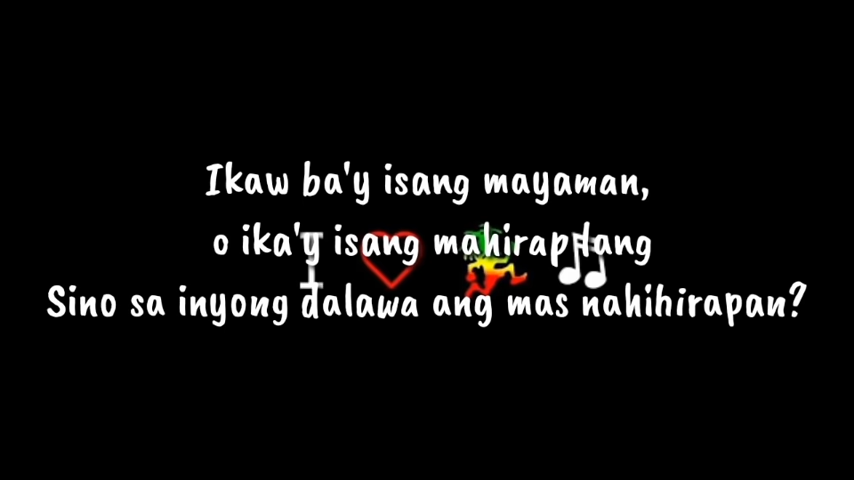 Ikaw ba'y isang mayaman,
o ika'y isang mahirap lang
Sino sa inyong dalawa ang mas nahihirapan?
I